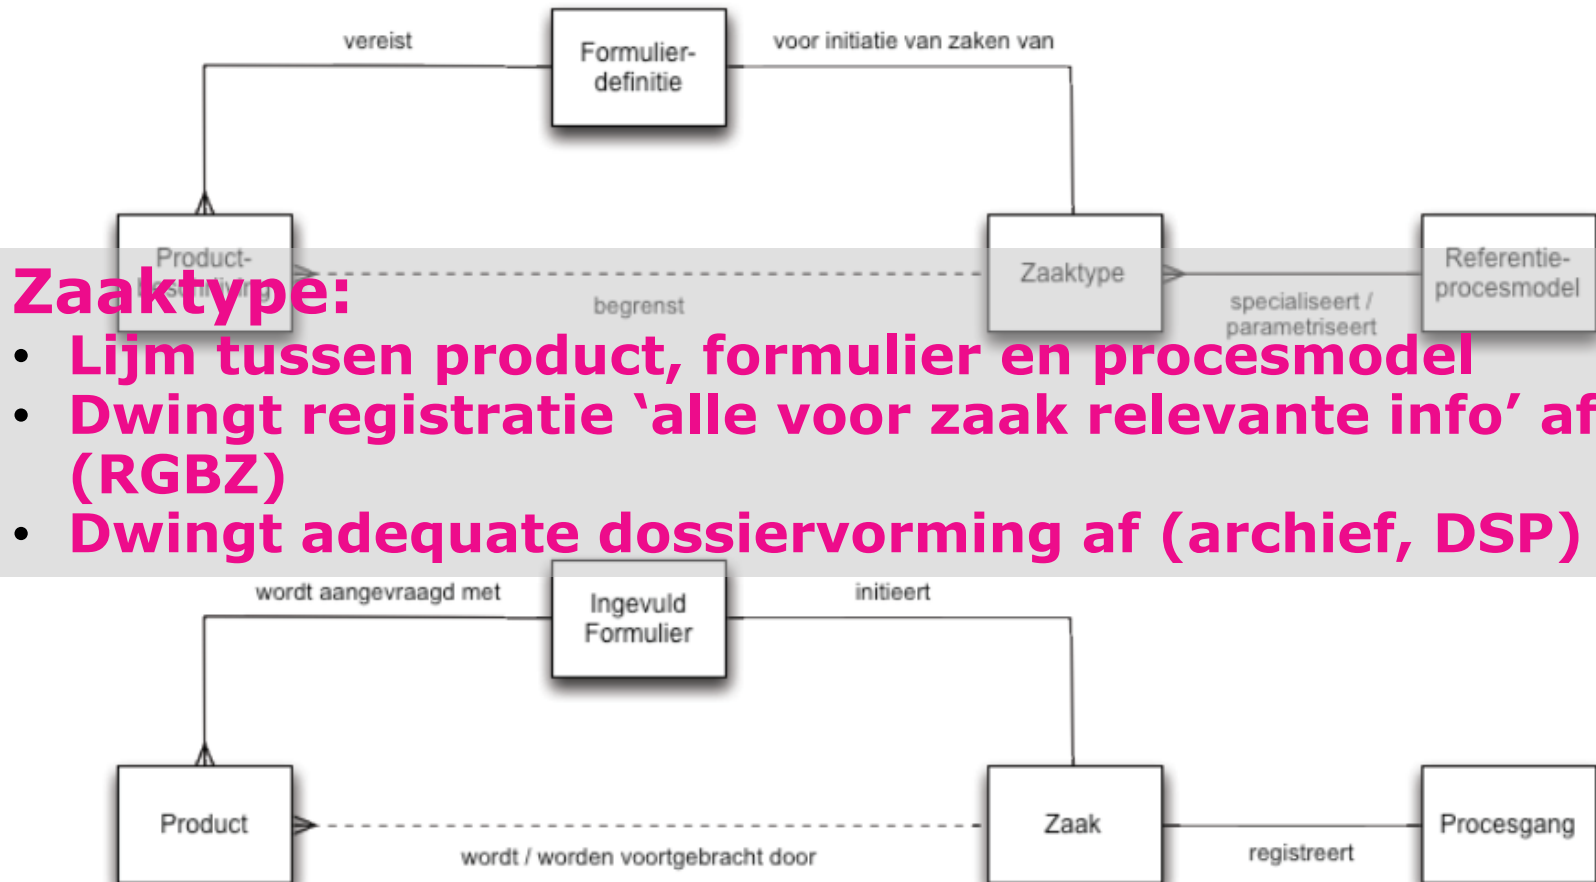 vereist
Formulier-
definitie
voor initiatie van zaken van
Product-
beschrijving
begrenst
Zaaktype
specialiseert /
parametriseert
Referentie-
procesmodel
Zaaktype:
• Lijm tussen product, formulier en procesmodel
• Dwingt registratie ‘alle voor zaak relevante info’ af
(RGBZ)
• Dwingt adequate dossiervorming af (archief, DSP)
wordt aangevraagd met
Ingevuld
Formulier
initieert
Product
wordt / worden voortgebracht door
Zaak
registreert
Procesgang